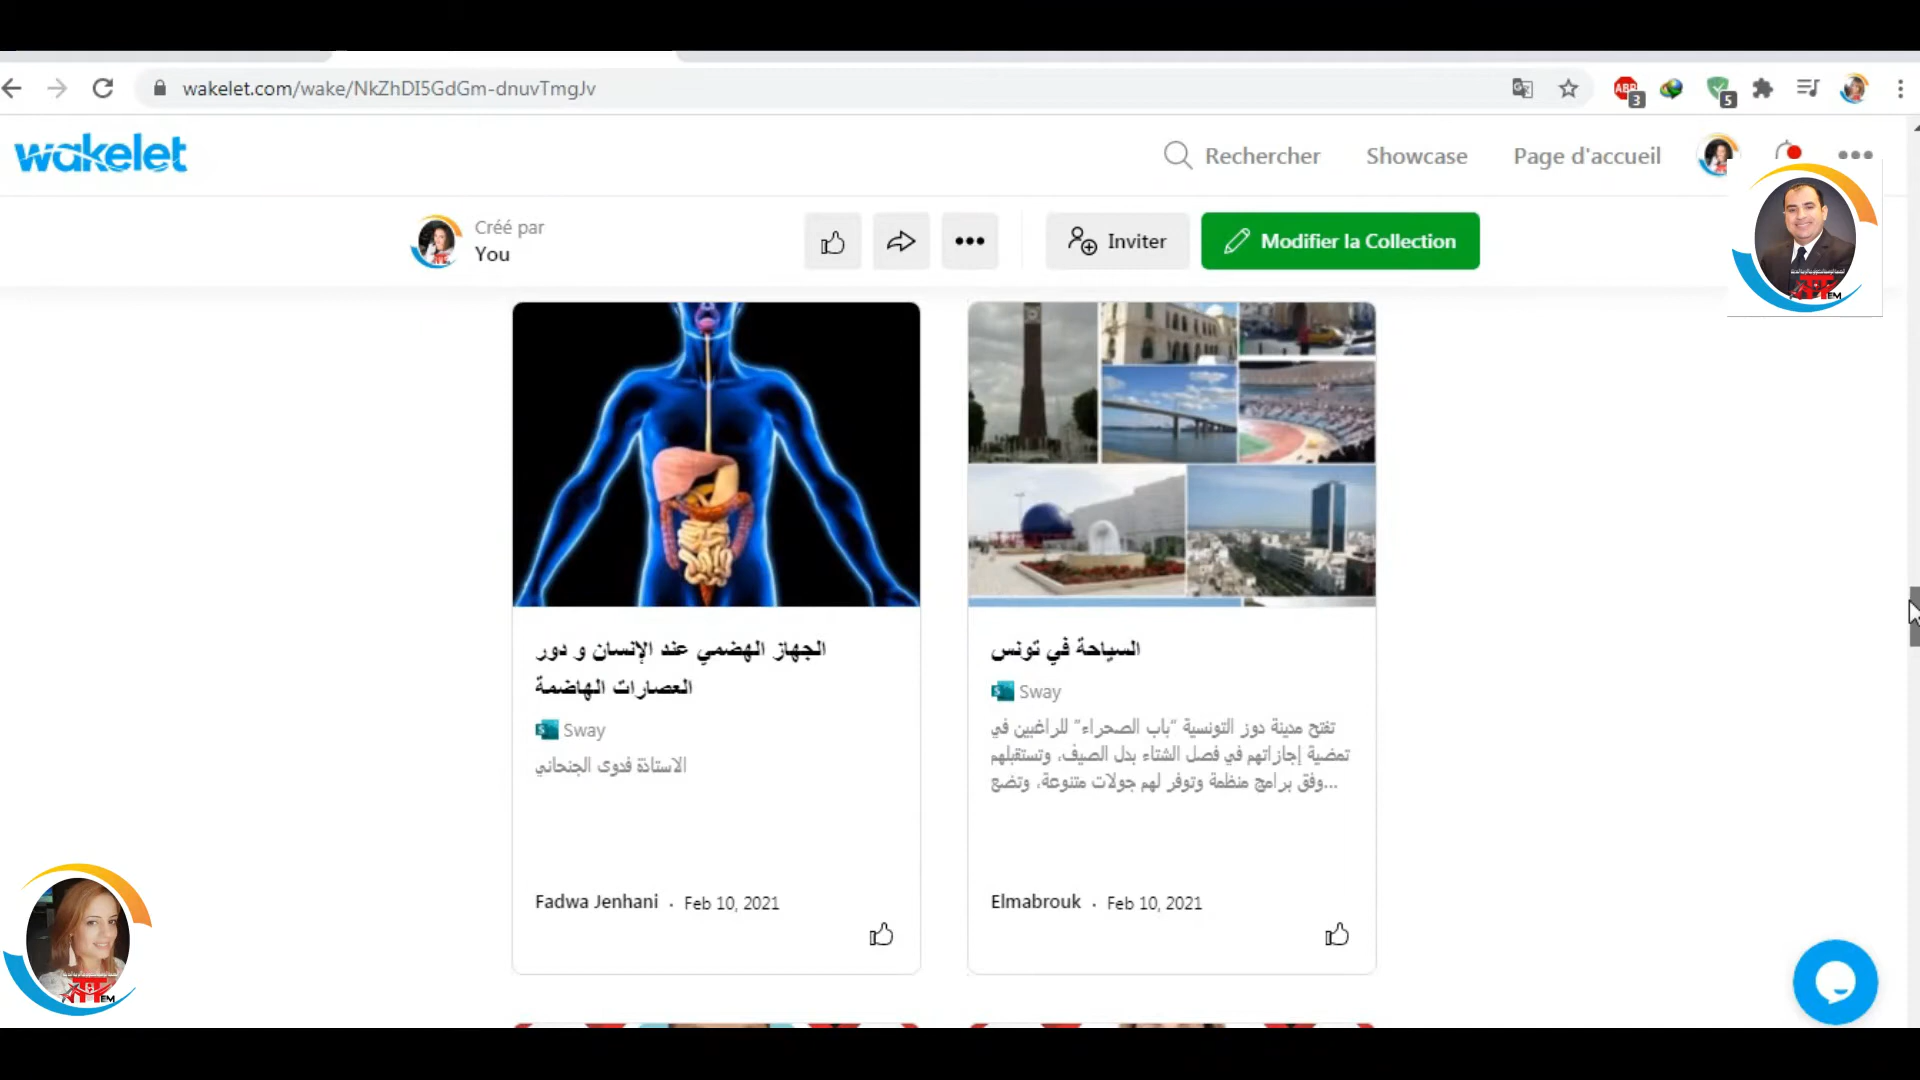 wakelet.com/wake/NkZhDI5GdGm-dnuvTmgJv
ABP
3
5
wakelet
Rechercher
Showcase
Page d'accueil
Créé par
You
Inviter
Modifier la Collection
الجهاز الهضمي عند الإنسان و دور
العصارات الهاضمة
Sway
الاستاذة فدوى الجنحاني
Fadwa Jenhani · Feb 10, 2021
السياحة في تونس
Sway
تفتح مدينة دوز التونسية "باب الصحراء" للراغبين في
تمضية إجازاتهم في فصل الشتاء بدل الصيف، وتستقبلهم
وفق برامج منظمة وتوفر لهم جولات متنوعة، وتضع...
Elmabrouk · Feb 10, 2021